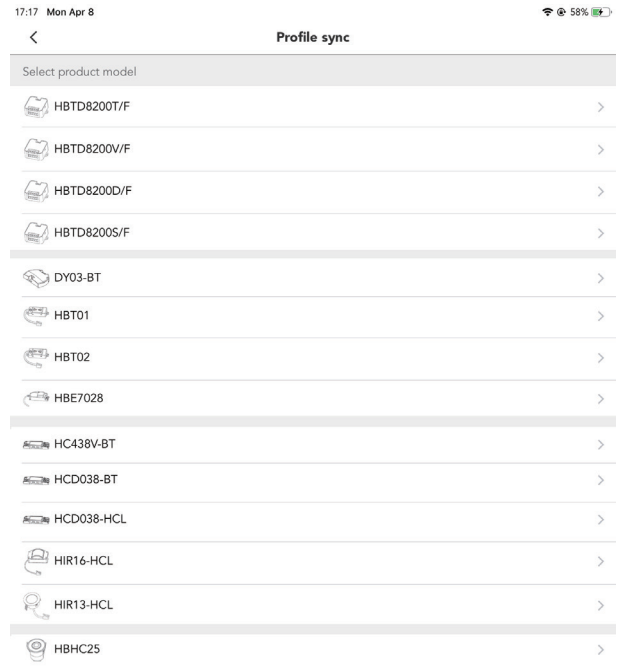 17:17 Mon Apr 8
58%
Profile sync
Select product model
HBTD8200T/F
HBTD8200V/F
HBTD8200D/F
HBTD8200S/F
DY03-BT
HBT01
HBT02
HBE7028
HC438V-BT
HCD038-BT
HCD038-HCL
HIR16-HCL
HIR13-HCL
HBHC25